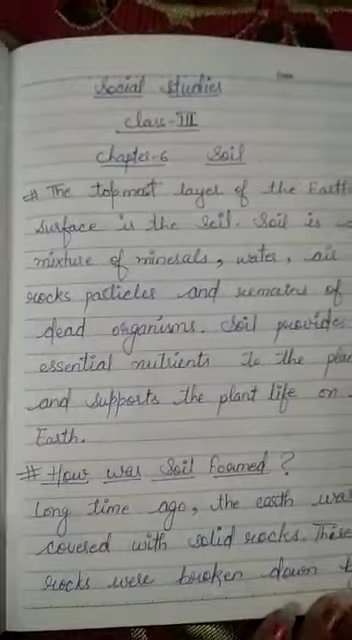 Social Studies
Class-III
Chapter-6 Soil
# The topmost layer of the Earth
surface is the soil. Soil is a
mixture of minerals, water, air
rocks particles and remains of
dead organisms. Soil provides
essential nutrients to the
and supports the plant life on
Earth.
# How was Soil Formed?
Long time ago, the earth was
covered with solid rocks. These
rocks were broken down